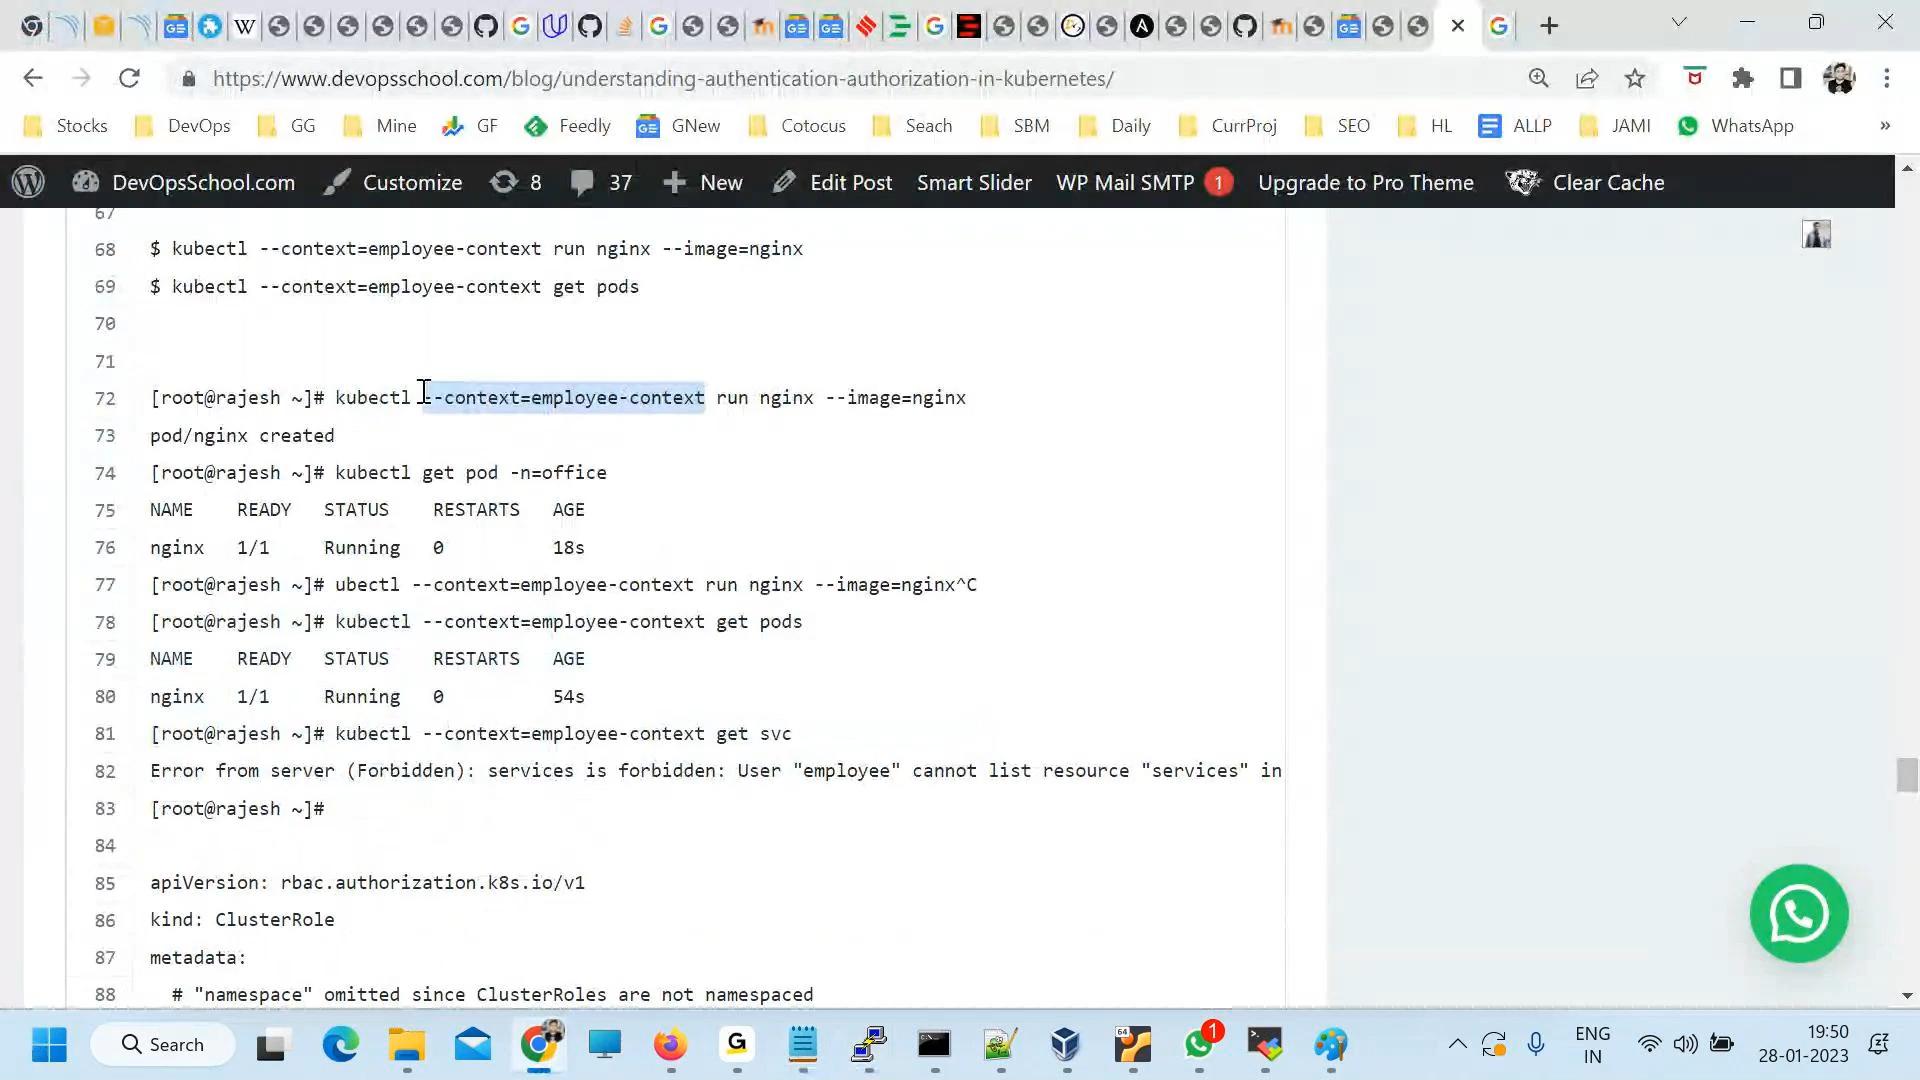 https://www.devopsschool.com/blog/understanding-authentication-authorization-in-kubernetes/
Stocks DevOps GG Mine GF Feedly GNew Cotocus Seach SBM Daily CurrProj SEO HL ALLP JAMI WhatsApp »
DevOpsSchool.com Customize 8 37 New Edit Post Smart Slider WP Mail SMTP 1 Upgrade to Pro Theme Clear Cache
67
68 $ kubectl --context=employee-context run nginx --image=nginx
69 $ kubectl --context=employee-context get pods
70
71
72 [root@rajesh ~]# kubectl --context=employee-context run nginx --image=nginx
73 pod/nginx created
74 [root@rajesh ~]# kubectl get pod -n=office
75 NAME READY STATUS RESTARTS AGE
76 nginx 1/1 Running 0 18s
77 [root@rajesh ~]# ubectl --context=employee-context run nginx --image=nginx^C
78 [root@rajesh ~]# kubectl --context=employee-context get pods
79 NAME READY STATUS RESTARTS AGE
80 nginx 1/1 Running 0 54s
81 [root@rajesh ~]# kubectl --context=employee-context get svc
82 Error from server (Forbidden): services is forbidden: User "employee" cannot list resource "services" in
83 [root@rajesh ~]#
84
85 apiVersion: rbac.authorization.k8s.io/v1
86 kind: ClusterRole
87 metadata:
88 # "namespace" omitted since ClusterRoles are not namespaced
Search 1 ENG 19:50
IN 28-01-2023